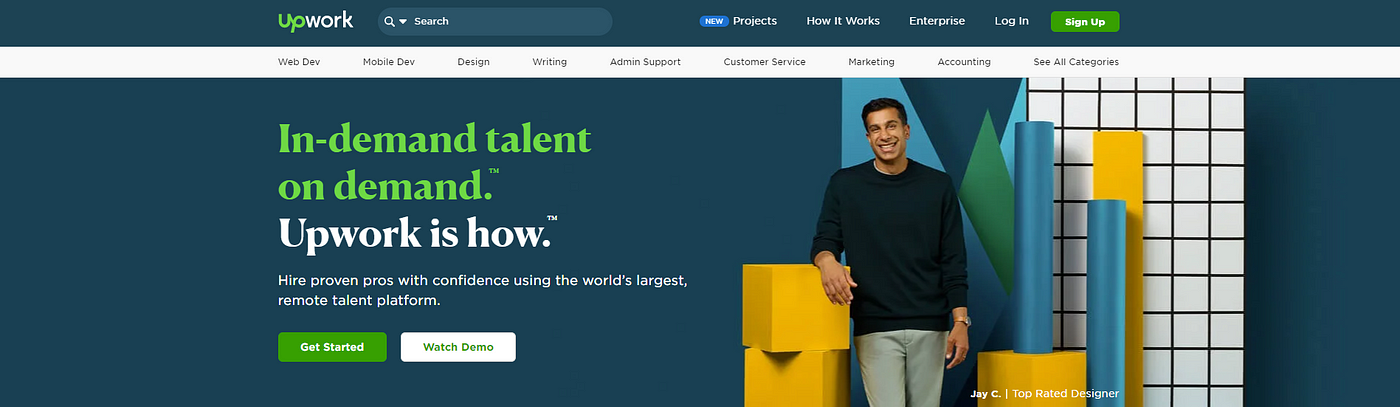 Upwork
Search
NEW Projects
How It Works
Enterprise
Log In
Sign Up
Web Dev
Mobile Dev
Design
Writing
Admin Support
Customer Service
Marketing
Accounting
See All Categories
In-demand talent
on demand.™
Upwork is how.™
Hire proven pros with confidence using the world's largest,
remote talent platform.
Get Started
Watch Demo
Jay C. | Top Rated Designer